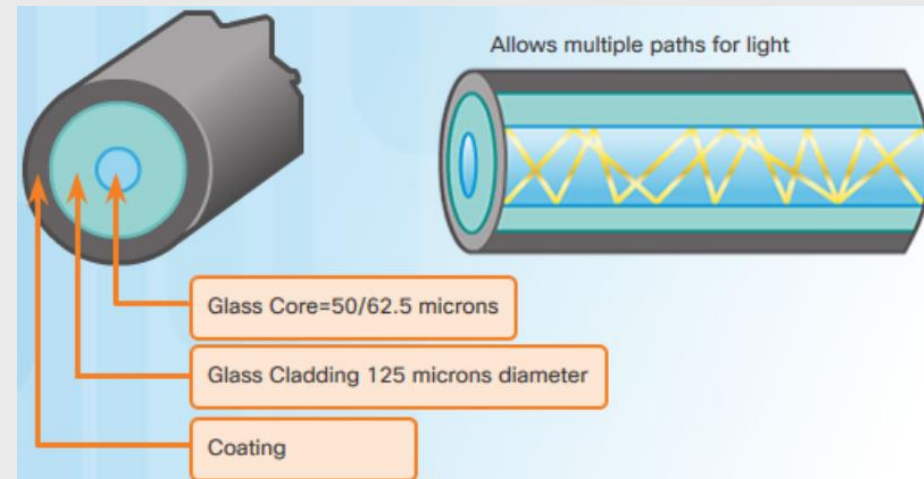 Allows multiple paths for light
Glass Core=50/62.5 microns
Glass Cladding 125 microns diameter
Coating